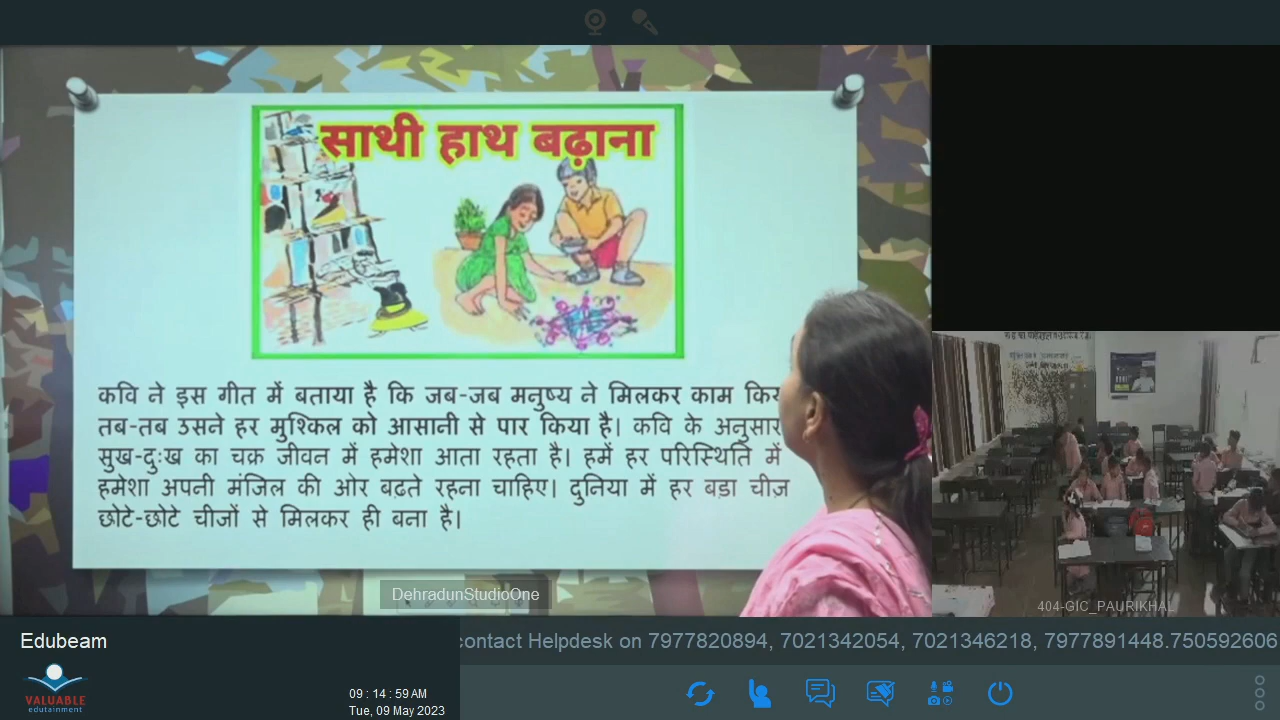 साथी हाथ बढ़ाना
कवि ने इस गीत में बताया है कि जब-जब मनुष्य ने मिलकर काम
तब-तब उसने हर मुश्किल को आसानी से पार किया है। कवि के अनुसार
सुख-दुःख का चक्र जीवन में हमेशा आता रहता है। हमें हर परिस्थिति में
हमेशा अपनी मंजिल की ओर बढ़ते रहना चाहिए। दुनिया में हर बडा चीज़
छोटे-छोटे चीजों से मिलकर ही बना है।
DehradunStudioOne
404-GIC_PAURIKHAL
Edubeam
contact Helpdesk on 7977820894, 7021342054, 7021346218, 7977891448.750592606
VALUABLE
edutainment
09 : 14 : 59 AM
Tue, 09 May 2023